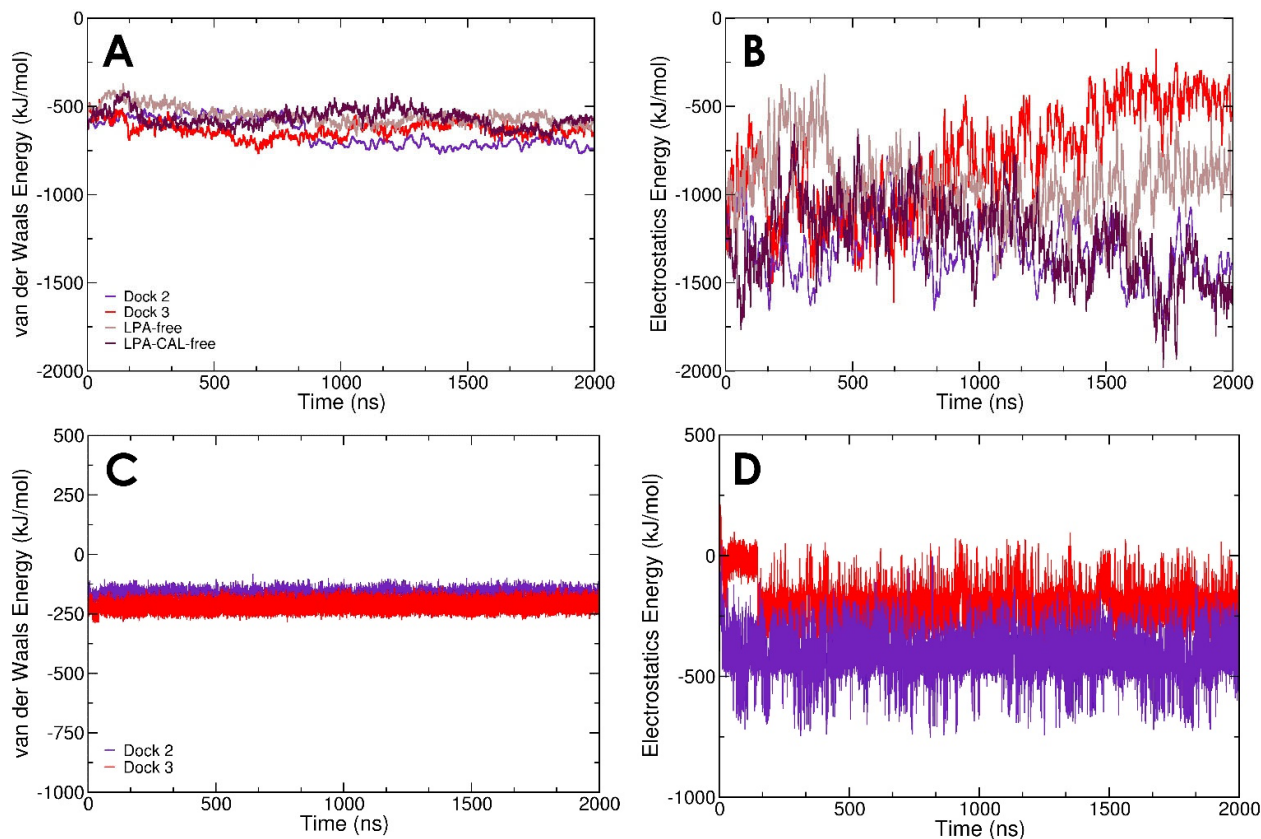 A
van der Waals Energy (kJ/mol)
0
-500
-1000
-1500
-2000
Dock 2
Dock 3
LPA-free
LPA-CAL-free
0 500 1000 1500 2000
Time (ns)
B
Electrostatics Energy (kJ/mol)
0
-500
-1000
-1500
-2000
0 500 1000 1500 2000
Time (ns)
C
van der Waals Energy (kJ/mol)
500
250
0
-250
-500
-750
-1000
Dock 2
Dock 3
0 500 1000 1500 2000
Time (ns)
D
Electrostatics Energy (kJ/mol)
500
0
-500
-1000
0 500 1000 1500 2000
Time (ns)